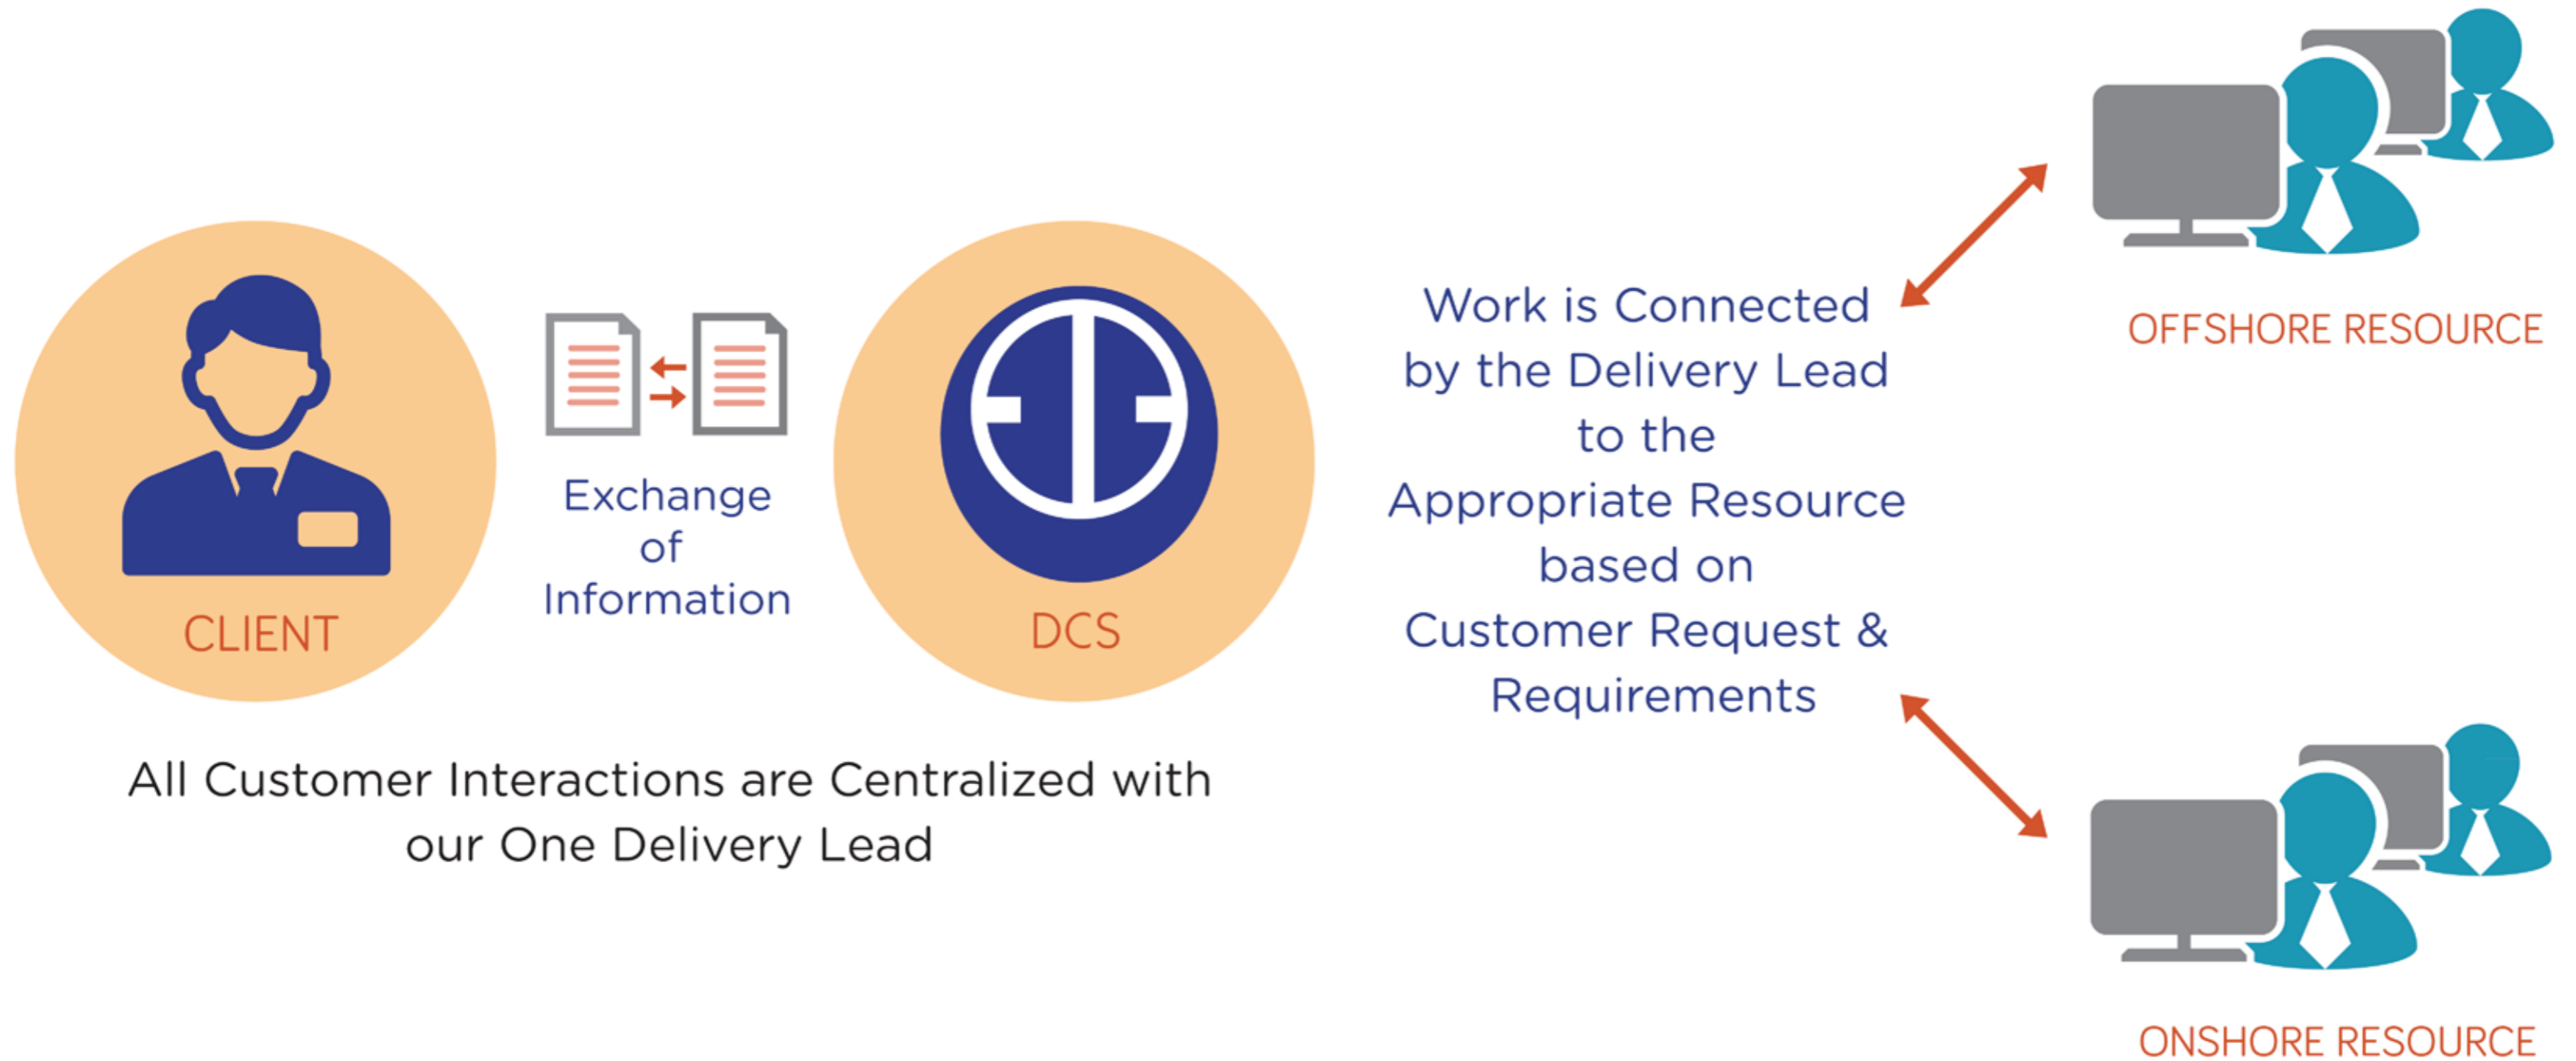 CLIENT
Exchange
of
Information
DCS
All Customer Interactions are Centralized with
our One Delivery Lead
Work is Connected
by the Delivery Lead
to the
Appropriate Resource
based on
Customer Request &
Requirements
OFFSHORE RESOURCE
ONSHORE RESOURCE